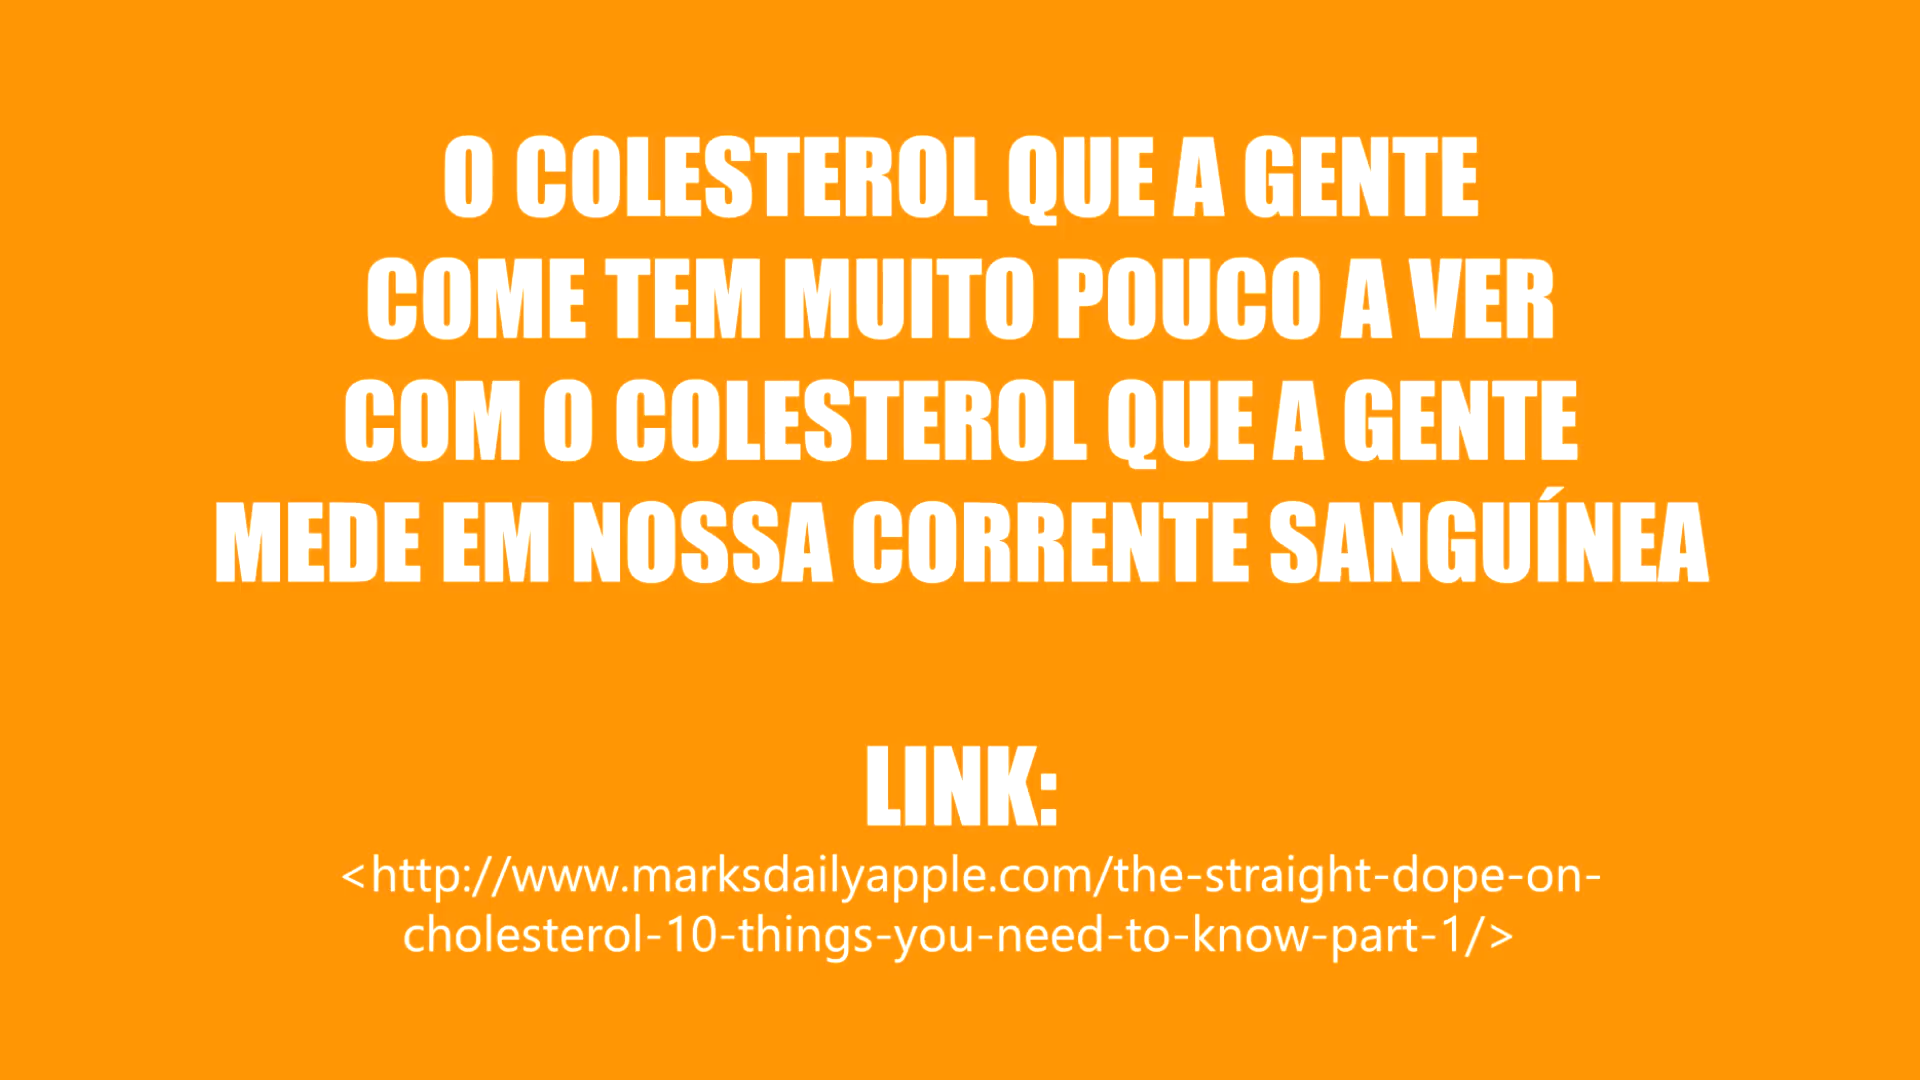 O COLESTEROL QUE A GENTE
COME TEM MUITO POUCO A VER
COM O COLESTEROL QUE A GENTE
MEDE EM NOSSA CORRENTE SANGUÍNEA
LINK:
<http://www.marksdailyapple.com/the-straight-dope-on-
cholesterol-10-things-you-need-to-know-part-1/>